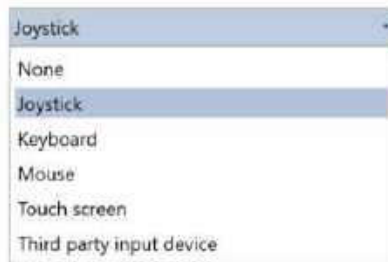 Joystick
None
Joystick
Keyboard
Mouse
Touch screen
Third party input device